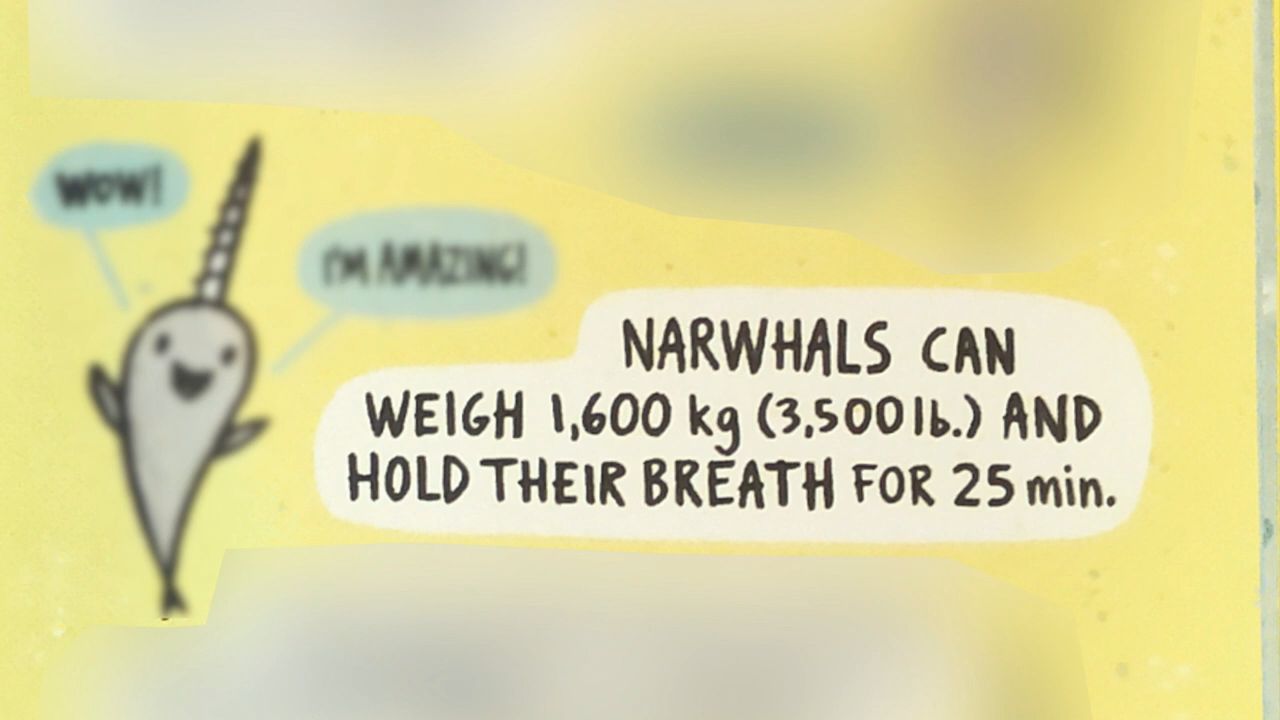 WOW!
I'M AMAZING!
NARWHALS CAN
WEIGH 1,600 kg (3,500 lb.) AND
HOLD THEIR BREATH FOR 25 min.